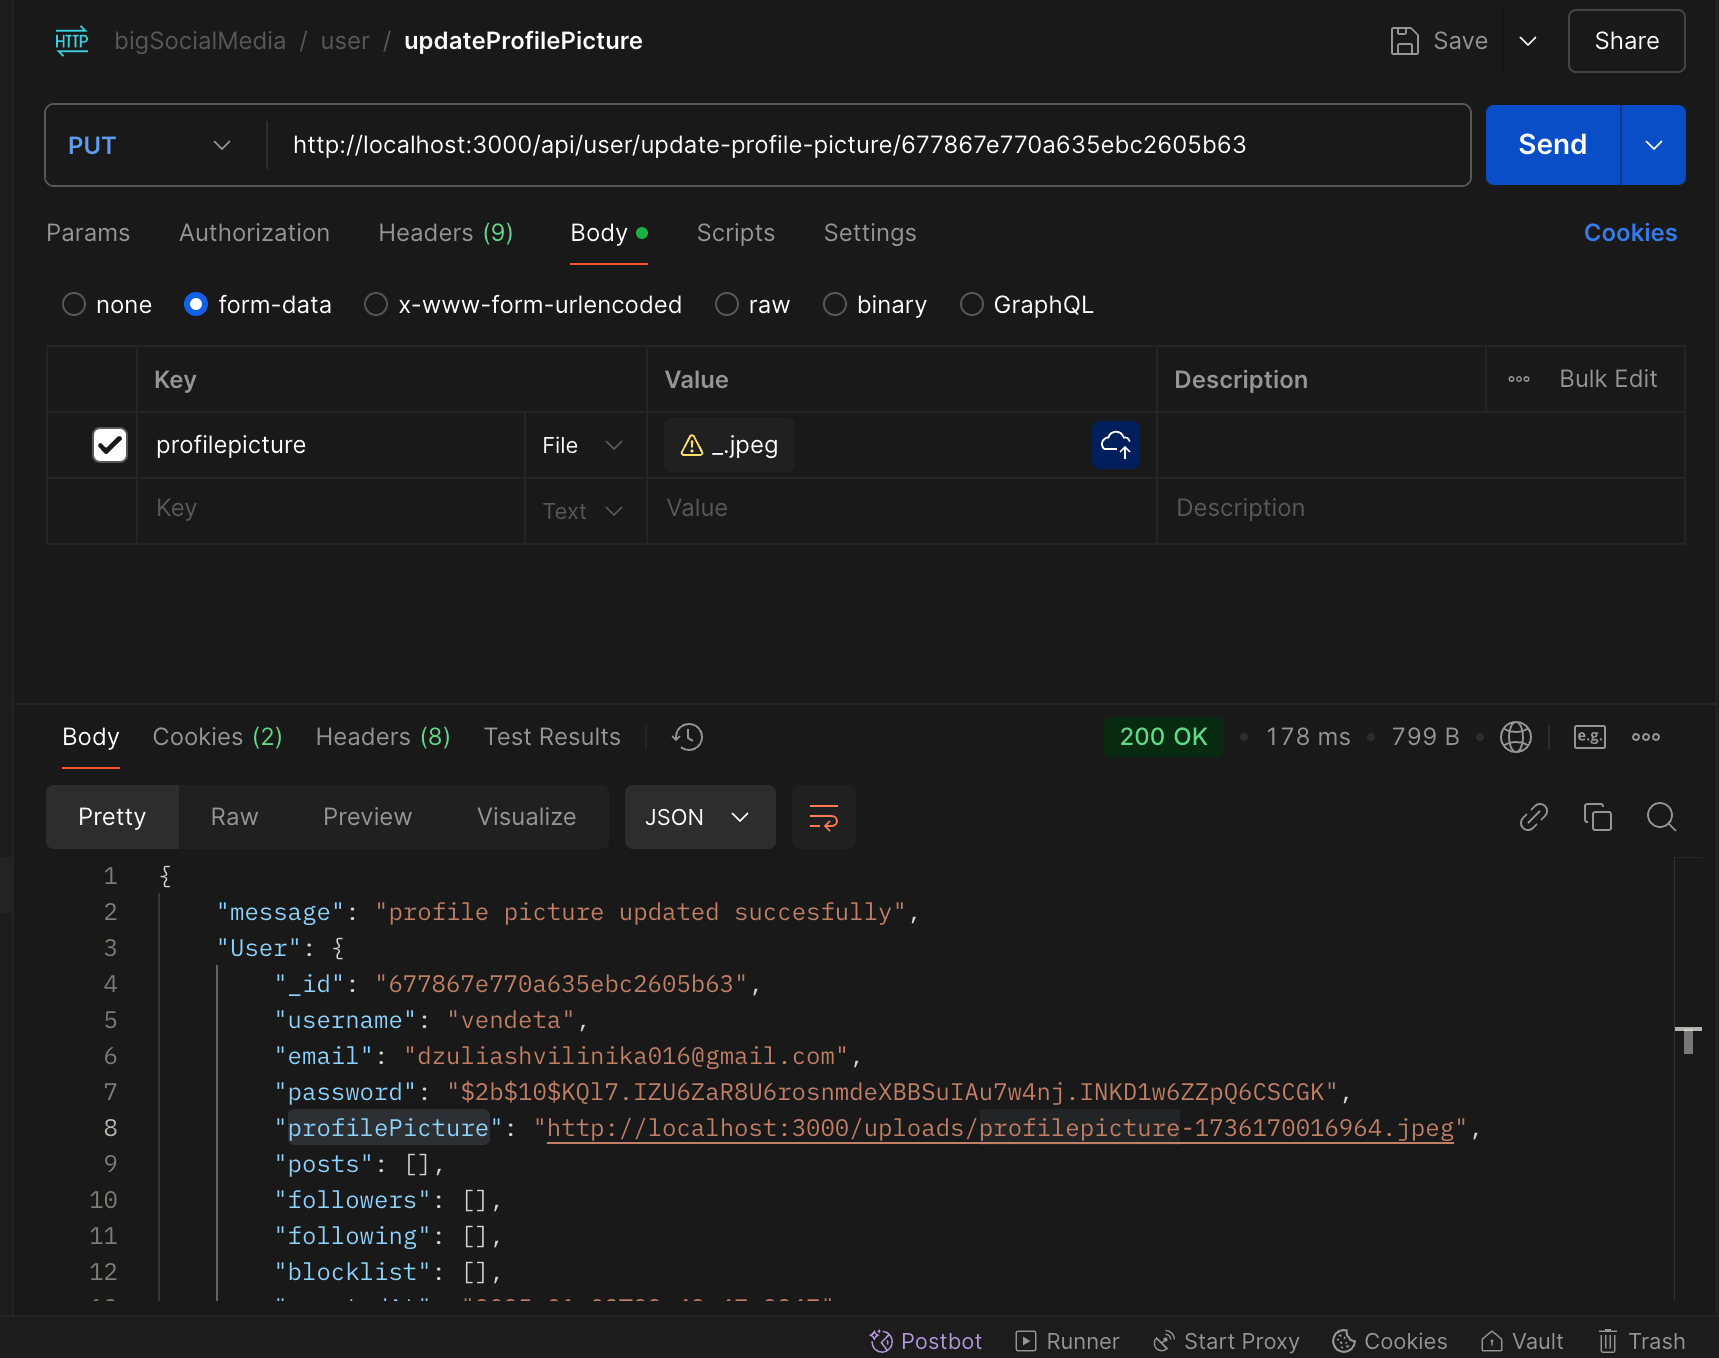 HTTP bigSocialMedia / user / updateProfilePicture Save Share
PUT http://localhost:3000/api/user/update-profile-picture/677867e770a635ebc2605b63 Send
Params Authorization Headers (9) Body Scripts Settings Cookies
none form-data x-www-form-urlencoded raw binary GraphQL
Key Value Description Bulk Edit
profilepicture File _.jpeg
Key Text Value Description
Body Cookies (2) Headers (8) Test Results 200 OK 178 ms 799 B e.g.
Pretty Raw Preview Visualize JSON
1 {
2 "message": "profile picture updated succesfully",
3 "User": {
4 "_id": "677867e770a635ebc2605b63",
5 "username": "vendeta",
6 "email": "dzuliashvilinika016@gmail.com",
7 "password": "$2b$10$KQl7.IZU6ZaR8U6rosnmdeXBBSuIAu7w4nj.INKD1w6ZZpQ6CSCGK",
8 "profilePicture": "http://localhost:3000/uploads/profilepicture-1736170016964.jpeg",
9 "posts": [],
10 "followers": [],
11 "following": [],
12 "blocklist": [],
Postbot Runner Start Proxy Cookies Vault Trash